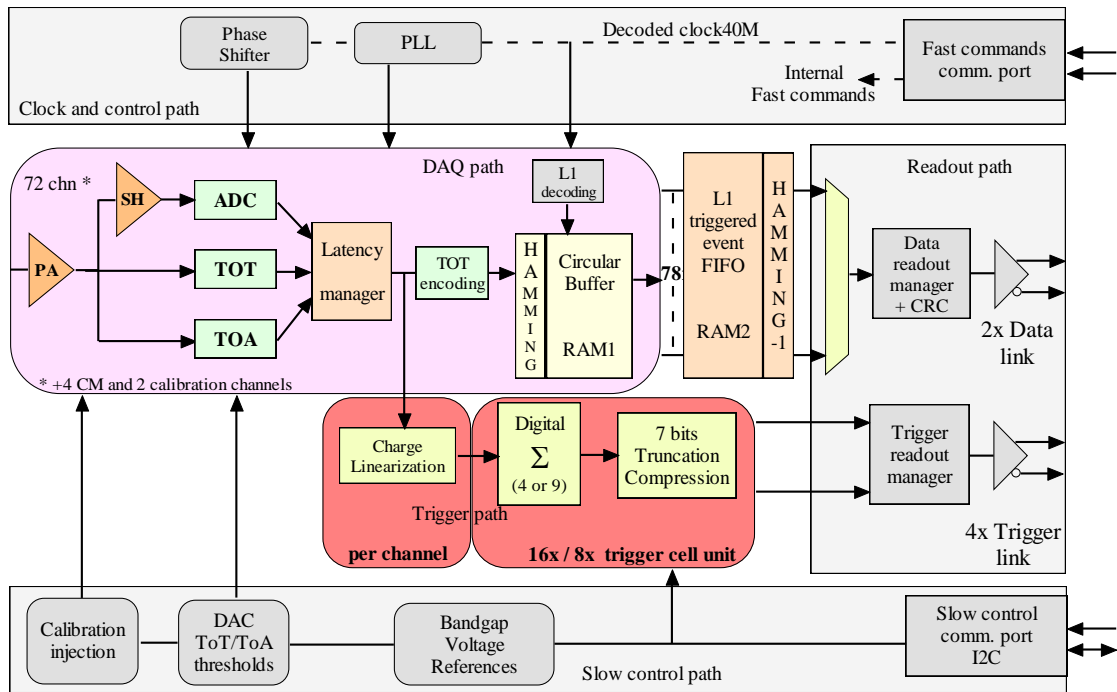 Phase
Shifter
PLL
Decoded clock40M
Fast commands
comm. port
Internal
Fast commands
Clock and control path
72 chn *
DAQ path
PA
SH
ADC
TOT
TOA
Latency
manager
TOT
encoding
L1
decoding
HAMMING
Circular
Buffer
RAM1
78
L1
triggered
event
FIFO
RAM2
HAMMING-1
Readout path
Data
readout
manager
+ CRC
2x Data
link
* +4 CM and 2 calibration channels
Charge
Linearization
Digital
Σ
(4 or 9)
7 bits
Truncation
Compression
Trigger path
per channel
16x / 8x trigger cell unit
Trigger
readout
manager
4x Trigger
link
Calibration
injection
DAC
ToT/ToA
thresholds
Bandgap
Voltage
References
Slow control path
Slow control
comm. port
I2C